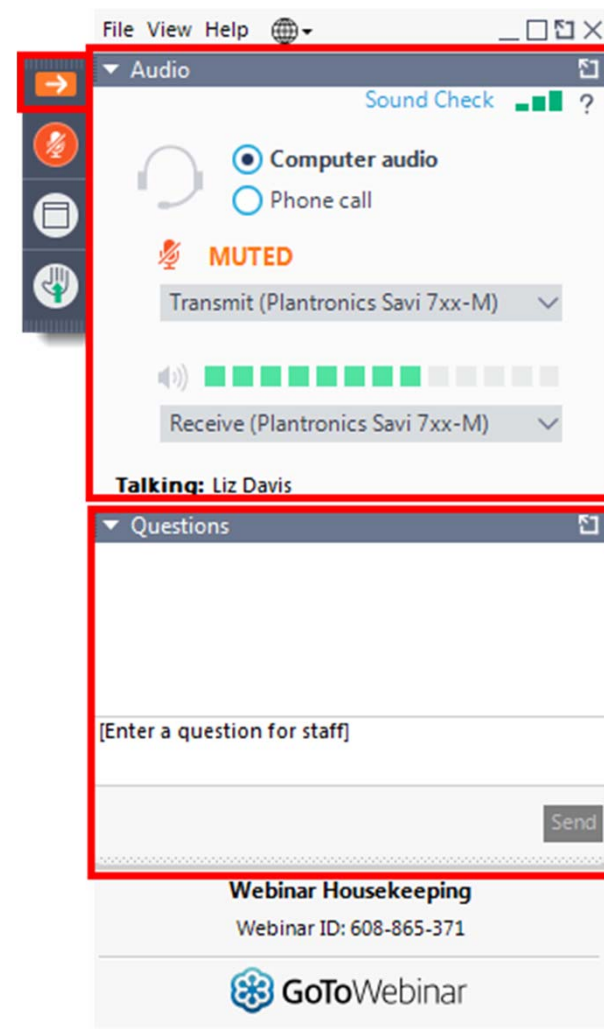 File View Help
Audio
Sound Check ?
Computer audio
Phone call
MUTED
Transmit (Plantronics Savi 7xx-M)
Receive (Plantronics Savi 7xx-M)
Talking: Liz Davis
Questions
[Enter a question for staff]
Send
Webinar Housekeeping
Webinar ID: 608-865-371
GoToWebinar